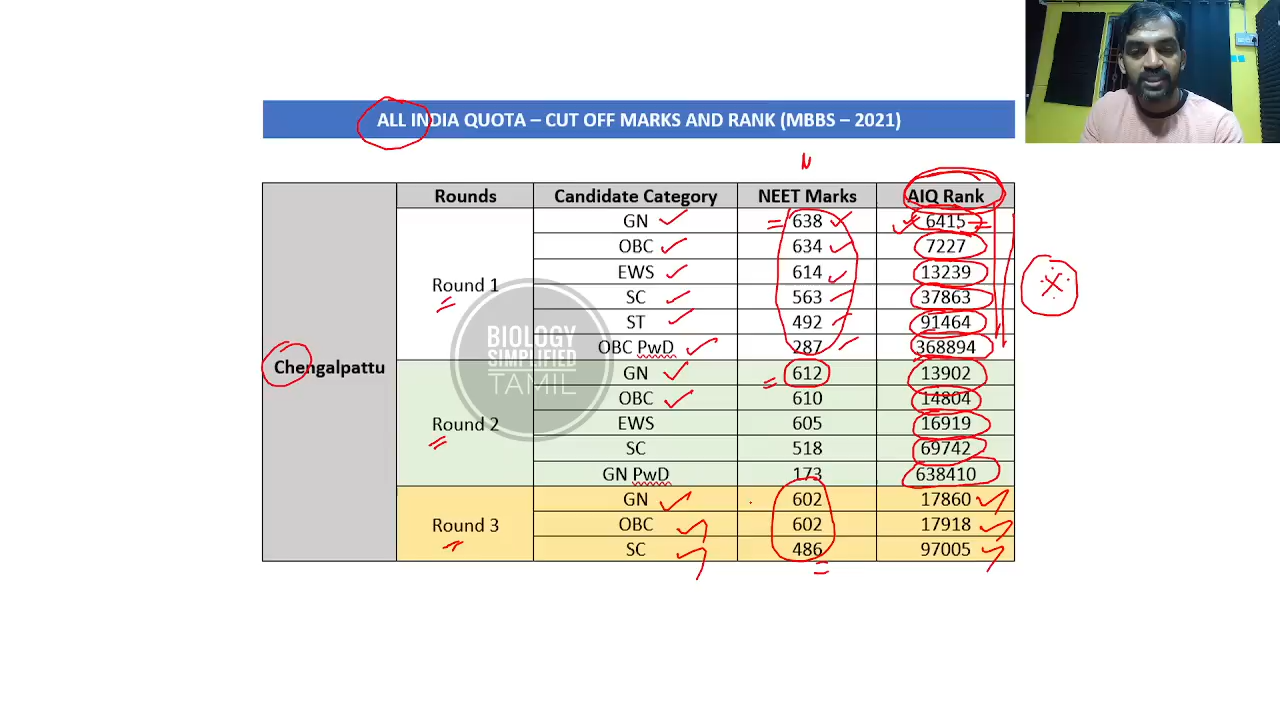 ALL INDIA QUOTA – CUT OFF MARKS AND RANK (MBBS – 2021)
N
Rounds Candidate Category NEET Marks AIQ Rank
Chengalpattu
Round 1
GN 638 6415
OBC 634 7227
EWS 614 13239
SC 563 37863
ST 492 91464
OBC PwD 287 368894
Round 2
GN 612 13902
OBC 610 14804
EWS 605 16919
SC 518 69742
GN PwD 173 638410
Round 3
GN 602 17860
OBC 602 17918
SC 486 97005
BIOLOGY
SIMPLIFIED
TAMIL